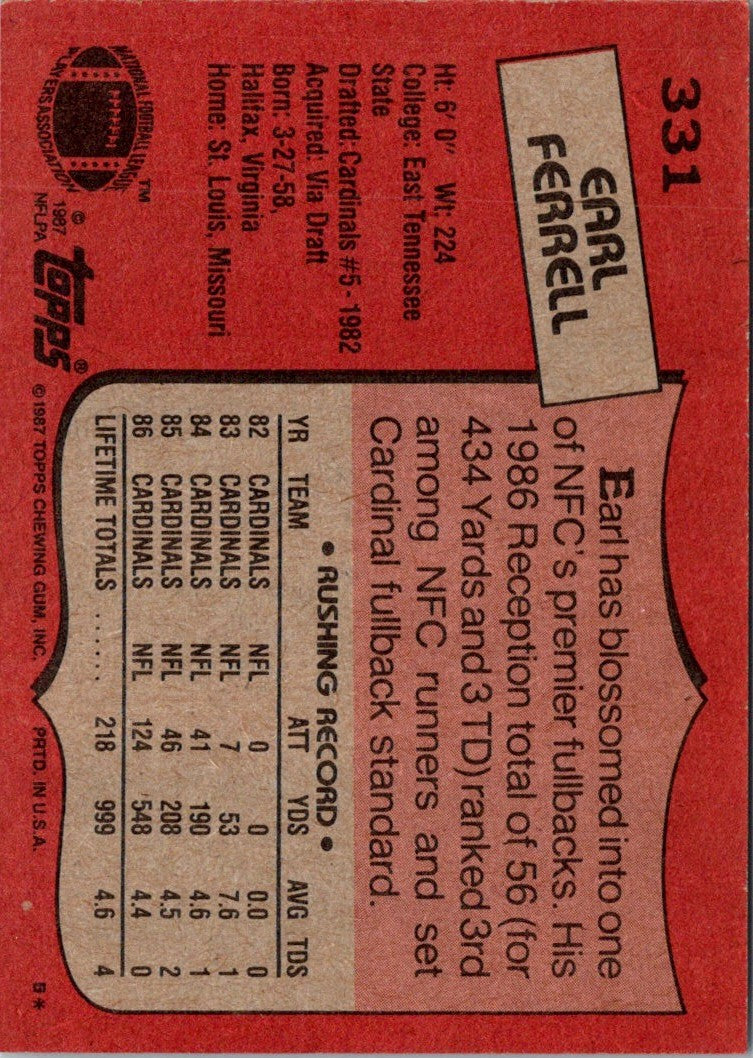 331
EARL
FERRELL
Ht: 6' 0" Wt: 224
College: East Tennessee
State
Drafted: Cardinals #5 - 1982
Acquired: Via Draft
Born: 3-27-58,
Halifax, Virginia
Home: St. Louis, Missouri
NATIONAL FOOTBALL LEAGUE
PLAYERS ASSOCIATION
TM
© 1987
NFLPA
topps®
Earl has blossomed into one
of NFC's premier fullbacks. His
1986 Reception total of 56 (for
434 Yards and 3 TD) ranked 3rd
among NFC runners and set
Cardinal fullback standard.
• RUSHING RECORD •
YR TEAM ATT YDS AVG TDS
82 CARDINALS NFL 0 0 0.0 0
83 CARDINALS NFL 7 53 7.6 1
84 CARDINALS NFL 41 190 4.6 1
85 CARDINALS NFL 46 208 4.5 2
86 CARDINALS NFL 124 548 4.4 0
LIFETIME TOTALS ...... 218 999 4.6 4
© 1987 TOPPS CHEWING GUM, INC. PRTD. IN U.S.A.